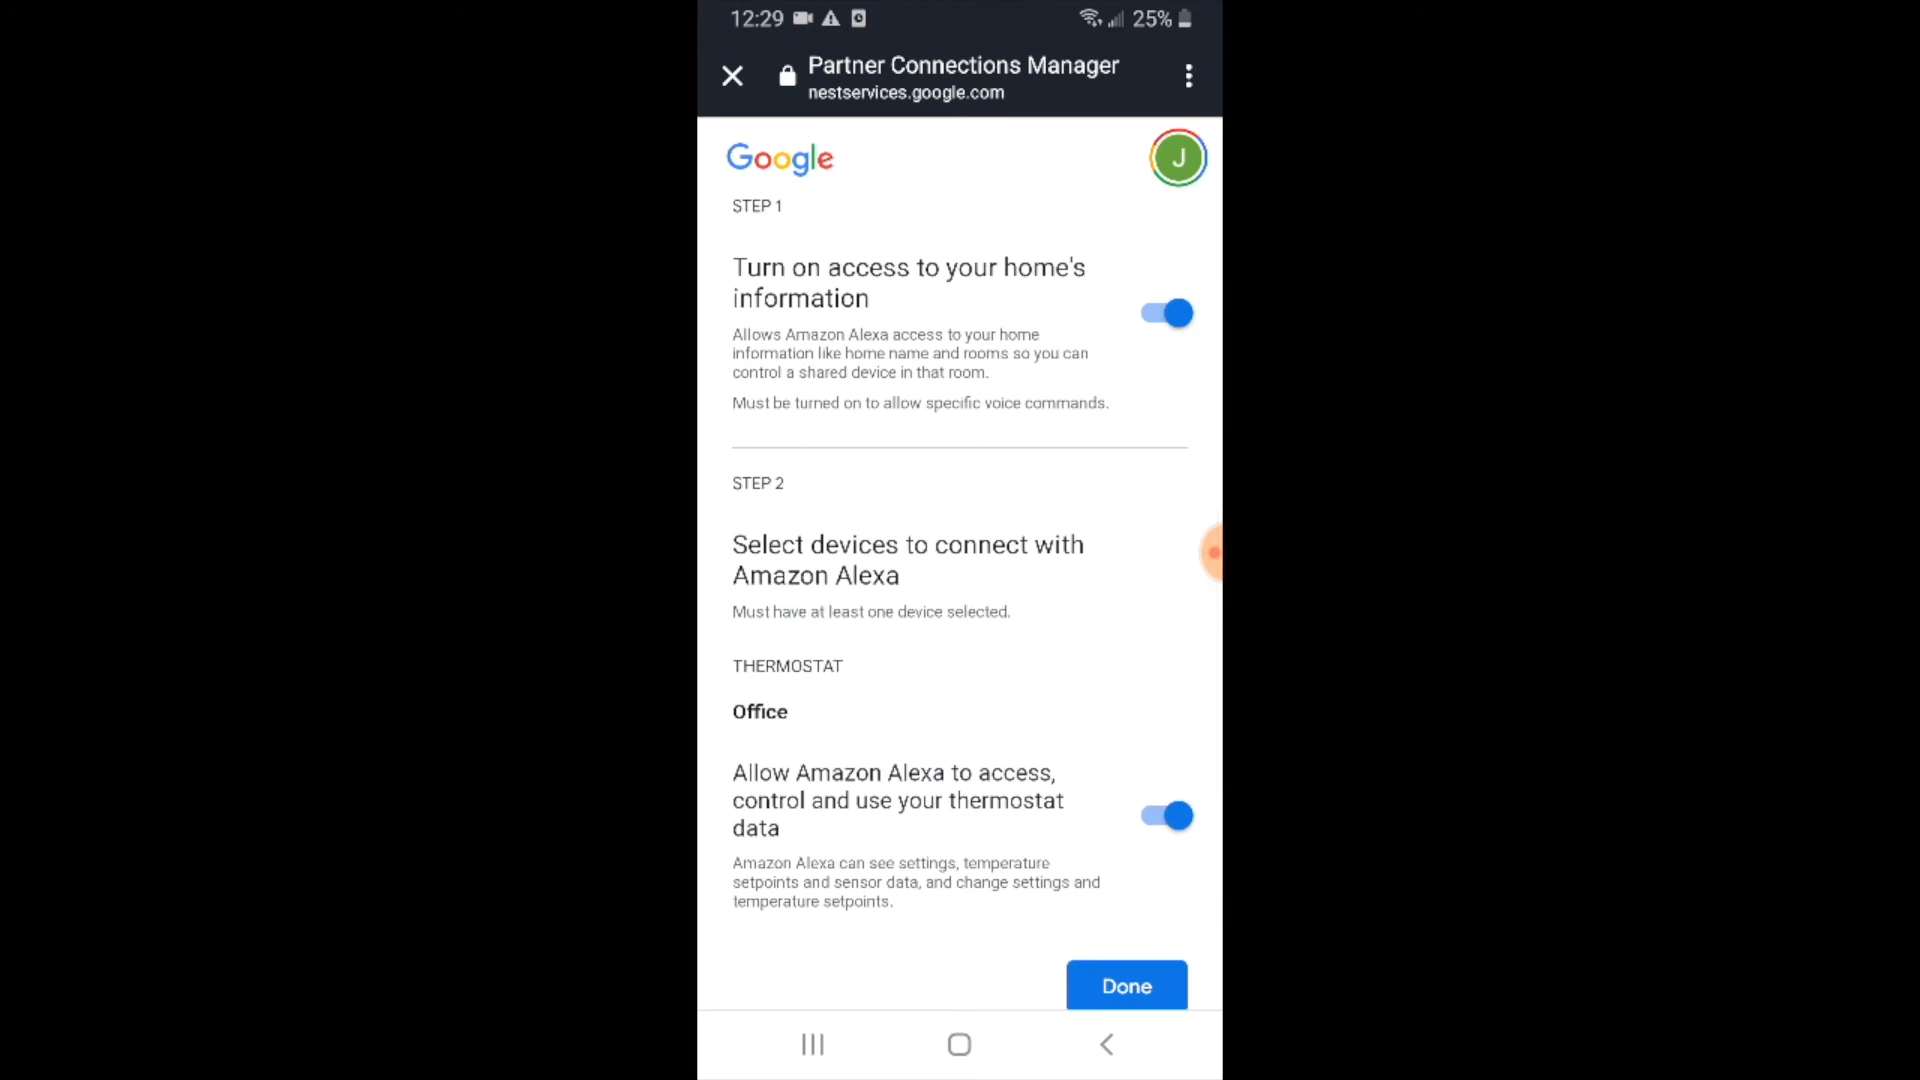 12:29
25%
Partner Connections Manager
nestservices.google.com
Google
J
STEP 1
Turn on access to your home's
information
Allows Amazon Alexa access to your home
information like home name and rooms so you can
control a shared device in that room.
Must be turned on to allow specific voice commands.
STEP 2
Select devices to connect with
Amazon Alexa
Must have at least one device selected.
THERMOSTAT
Office
Allow Amazon Alexa to access,
control and use your thermostat
data
Amazon Alexa can see settings, temperature
setpoints and sensor data, and change settings and
temperature setpoints.
Done